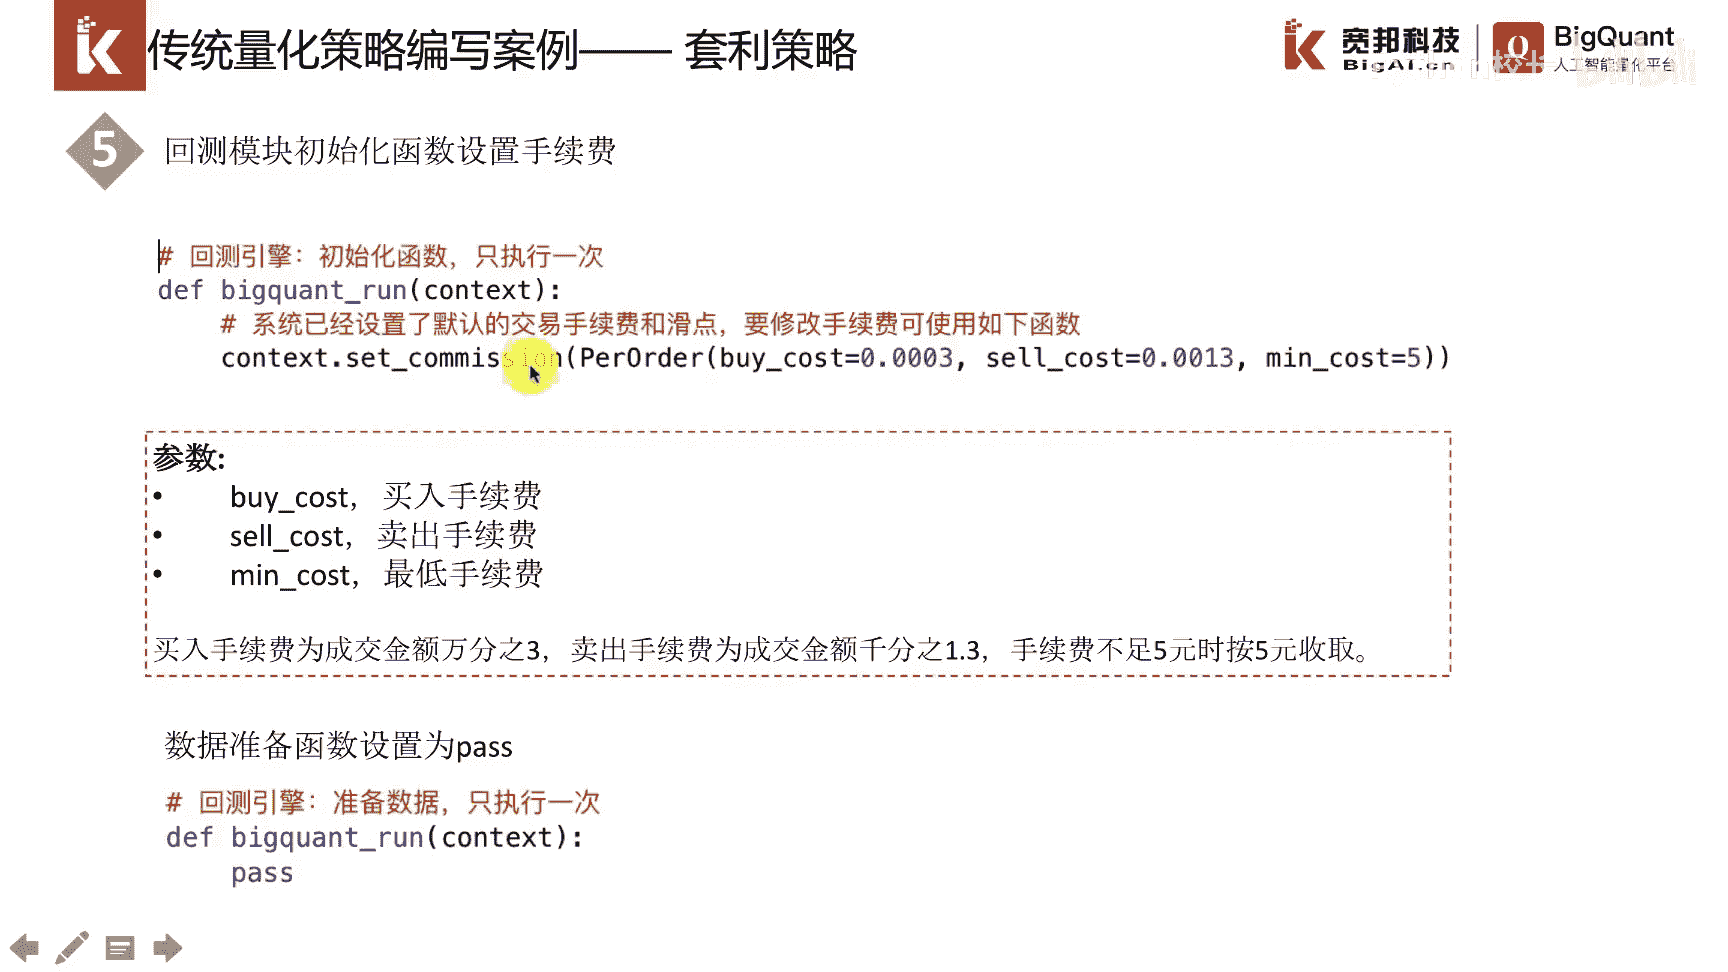 传统量化策略编写案例—— 套利策略
宽邦科技
BigAI.cn
BigQuant
人工智能量化平台
5
回测模块初始化函数设置手续费
# 回测引擎：初始化函数，只执行一次
def bigquant_run(context):
# 系统已经设置了默认的交易手续费和滑点，要修改手续费可使用如下函数
context.set_commission(PerOrder(buy_cost=0.0003, sell_cost=0.0013, min_cost=5))
参数:
• buy_cost， 买入手续费
• sell_cost， 卖出手续费
• min_cost， 最低手续费
买入手续费为成交金额万分之3，卖出手续费为成交金额千分之1.3，手续费不足5元时按5元收取。
数据准备函数设置为pass
# 回测引擎：准备数据，只执行一次
def bigquant_run(context):
pass